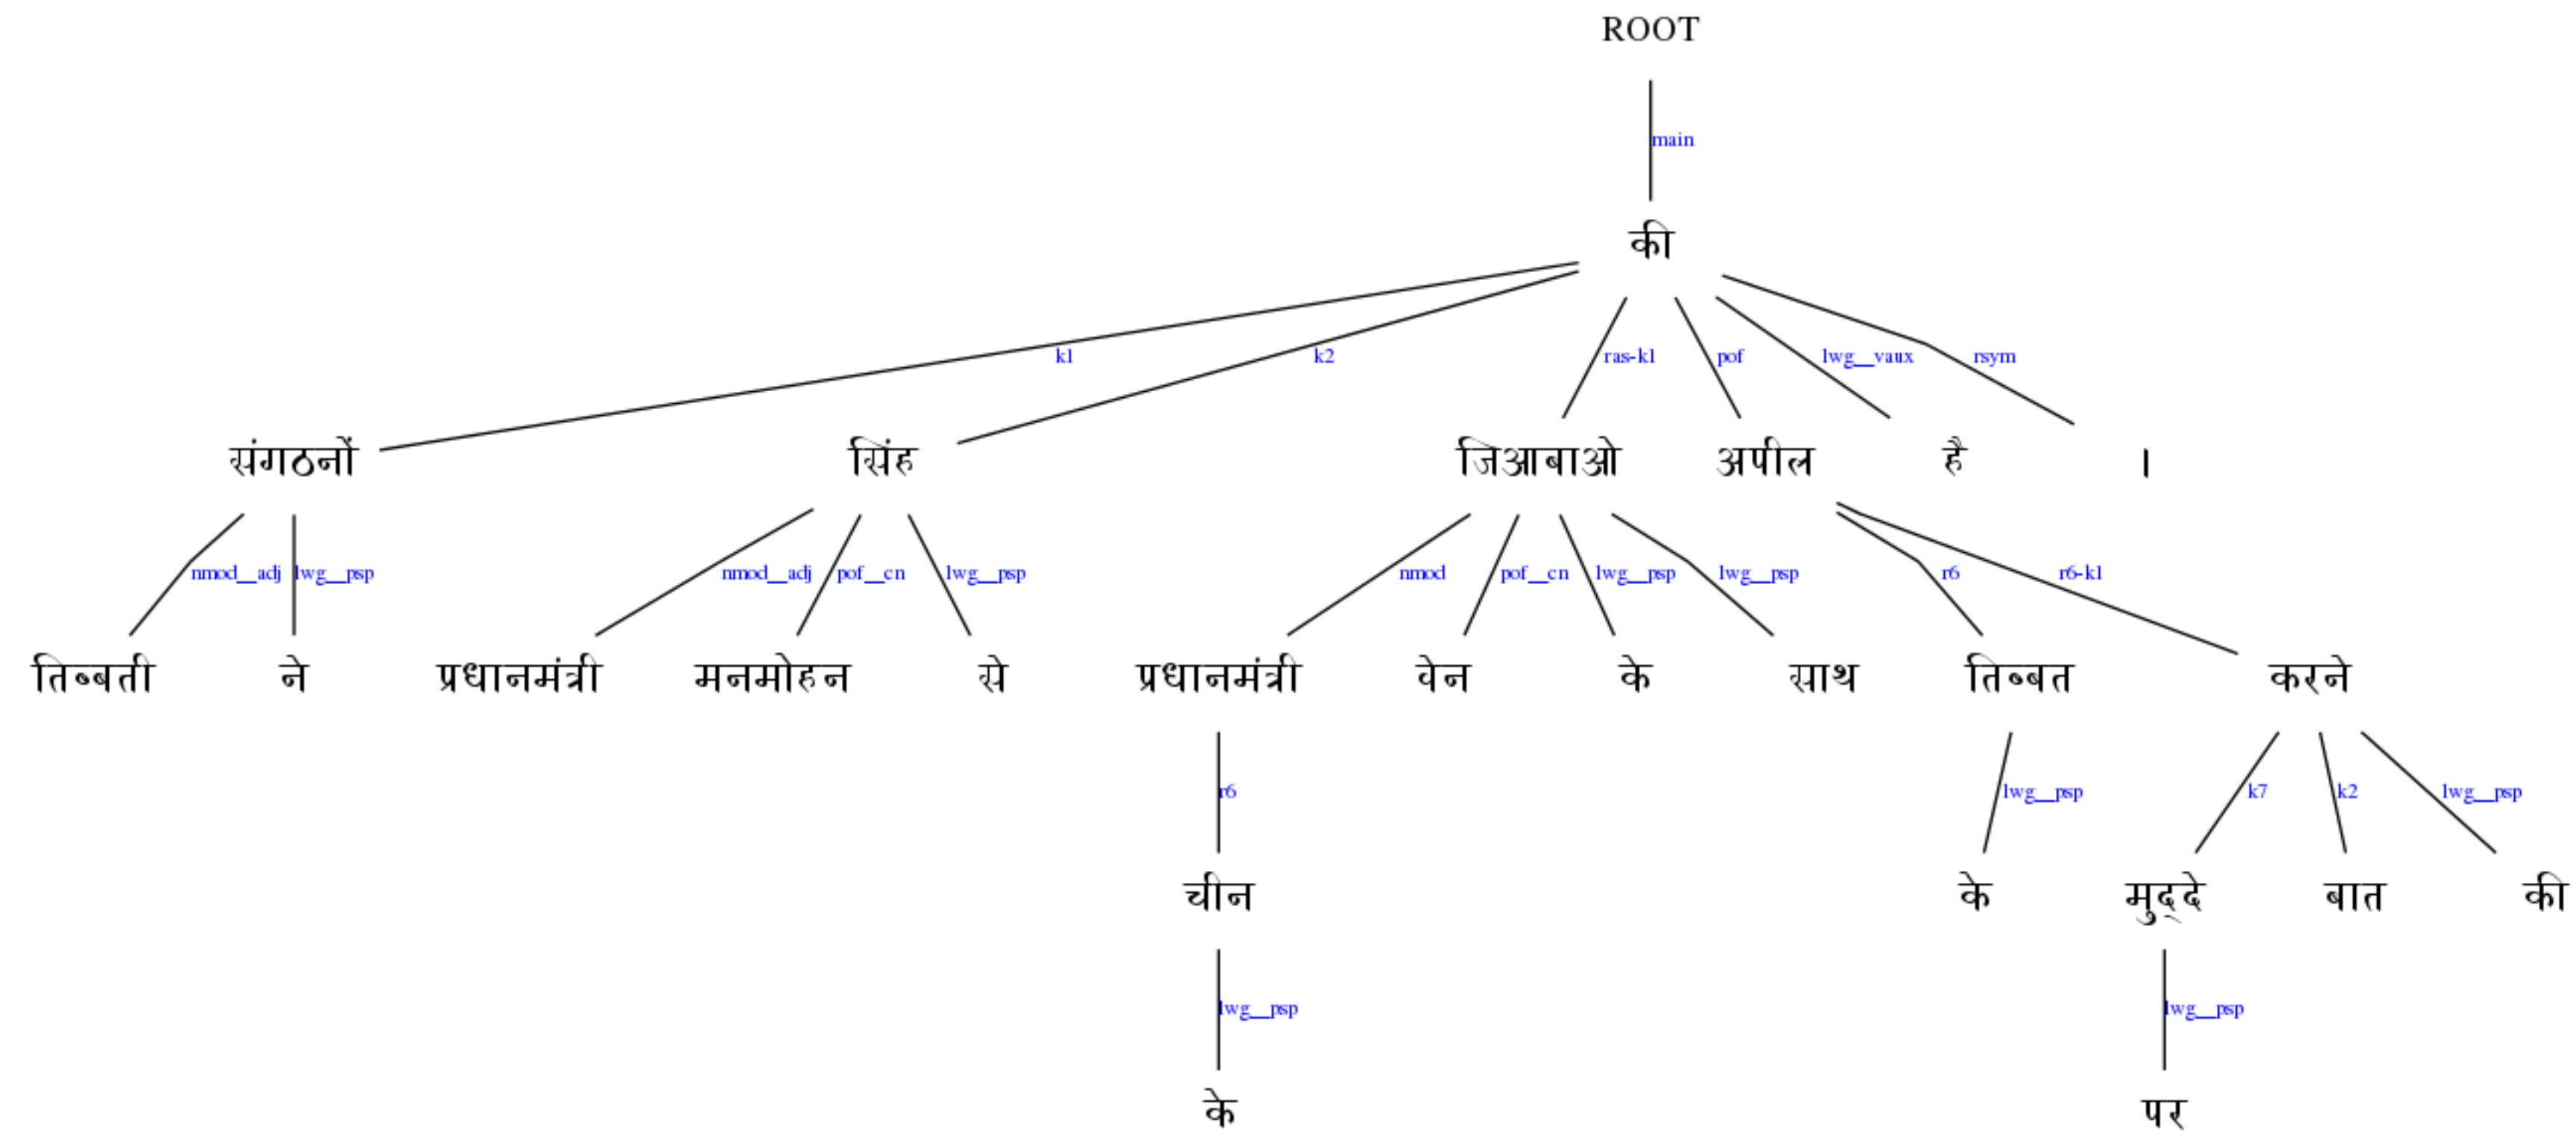 ROOT
main
की
k1 k2 ras-k1 pof lwg__vaux rsym
संगठनों सिंह जिआबाओ अपील है ।
nmod__adj lwg__psp nmod__adj pof__cn lwg__psp nmod pof__cn lwg__psp lwg__psp r6 r6-k1
तिब्बती ने प्रधानमंत्री मनमोहन से प्रधानमंत्री वेन के साथ तिब्बत करने
r6 lwg__psp k7 k2 lwg__psp
चीन के मुद्दे बात की
lwg__psp lwg__psp
के पर